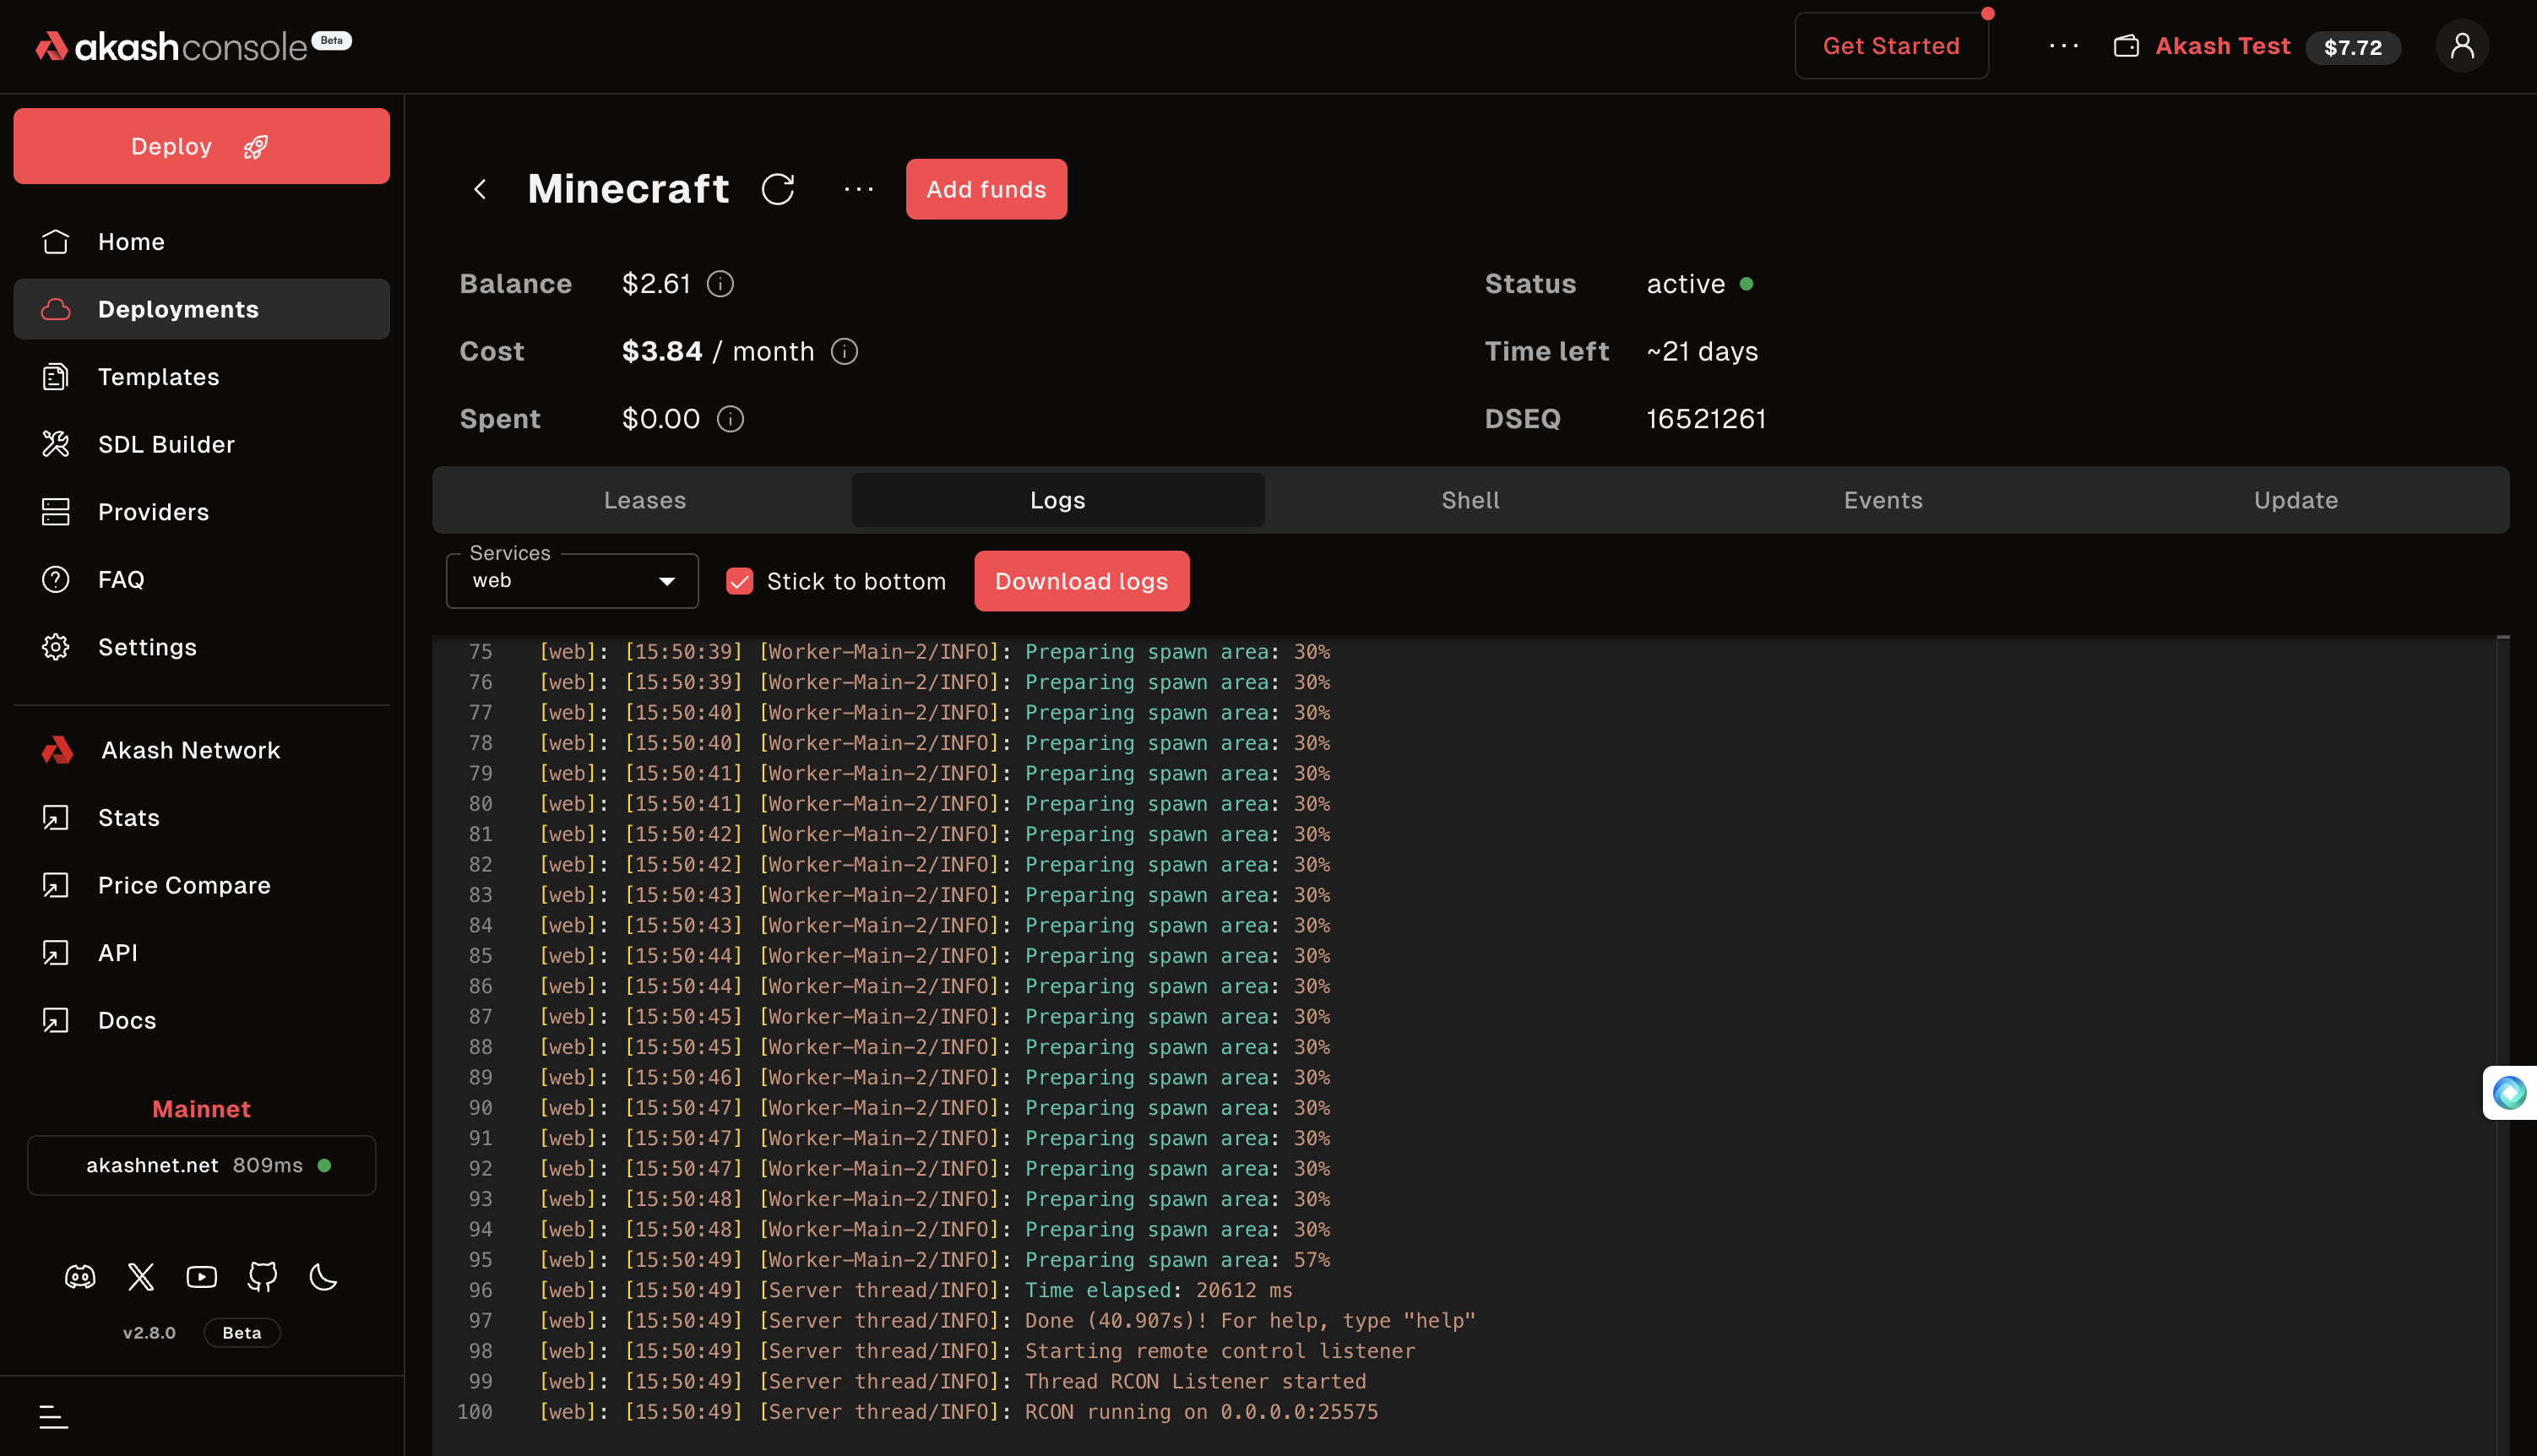 akashconsole Beta
Get Started
...
Akash Test
$7.72
Deploy
Home
Deployments
Templates
SDL Builder
Providers
FAQ
Settings
Akash Network
Stats
Price Compare
API
Docs
Mainnet
akashnet.net 809ms
v2.8.0 Beta
Minecraft
...
Add funds
Balance $2.61
Cost $3.84 / month
Spent $0.00
Status active
Time left ~21 days
DSEQ 16521261
Leases Logs Shell Events Update
Services
web
Stick to bottom
Download logs
75 [web]: [15:50:39] [Worker-Main-2/INFO]: Preparing spawn area: 30%
76 [web]: [15:50:39] [Worker-Main-2/INFO]: Preparing spawn area: 30%
77 [web]: [15:50:40] [Worker-Main-2/INFO]: Preparing spawn area: 30%
78 [web]: [15:50:40] [Worker-Main-2/INFO]: Preparing spawn area: 30%
79 [web]: [15:50:41] [Worker-Main-2/INFO]: Preparing spawn area: 30%
80 [web]: [15:50:41] [Worker-Main-2/INFO]: Preparing spawn area: 30%
81 [web]: [15:50:42] [Worker-Main-2/INFO]: Preparing spawn area: 30%
82 [web]: [15:50:42] [Worker-Main-2/INFO]: Preparing spawn area: 30%
83 [web]: [15:50:43] [Worker-Main-2/INFO]: Preparing spawn area: 30%
84 [web]: [15:50:43] [Worker-Main-2/INFO]: Preparing spawn area: 30%
85 [web]: [15:50:44] [Worker-Main-2/INFO]: Preparing spawn area: 30%
86 [web]: [15:50:44] [Worker-Main-2/INFO]: Preparing spawn area: 30%
87 [web]: [15:50:45] [Worker-Main-2/INFO]: Preparing spawn area: 30%
88 [web]: [15:50:45] [Worker-Main-2/INFO]: Preparing spawn area: 30%
89 [web]: [15:50:46] [Worker-Main-2/INFO]: Preparing spawn area: 30%
90 [web]: [15:50:47] [Worker-Main-2/INFO]: Preparing spawn area: 30%
91 [web]: [15:50:47] [Worker-Main-2/INFO]: Preparing spawn area: 30%
92 [web]: [15:50:47] [Worker-Main-2/INFO]: Preparing spawn area: 30%
93 [web]: [15:50:48] [Worker-Main-2/INFO]: Preparing spawn area: 30%
94 [web]: [15:50:48] [Worker-Main-2/INFO]: Preparing spawn area: 30%
95 [web]: [15:50:49] [Worker-Main-2/INFO]: Preparing spawn area: 57%
96 [web]: [15:50:49] [Server thread/INFO]: Time elapsed: 20612 ms
97 [web]: [15:50:49] [Server thread/INFO]: Done (40.907s)! For help, type "help"
98 [web]: [15:50:49] [Server thread/INFO]: Starting remote control listener
99 [web]: [15:50:49] [Server thread/INFO]: Thread RCON Listener started
100 [web]: [15:50:49] [Server thread/INFO]: RCON running on 0.0.0.0:25575